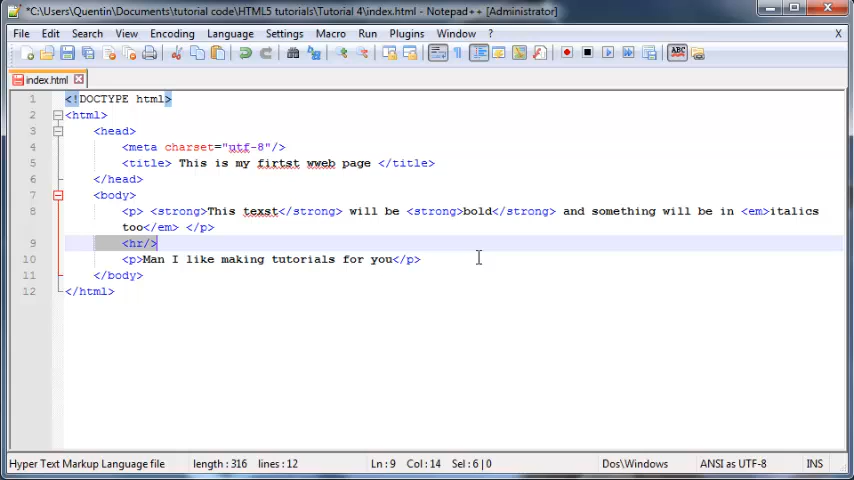 *C:\Users\Quentin\Documents\tutorial code\HTML5 tutorials\Tutorial 4\index.html - Notepad++ [Administrator]
File Edit Search View Encoding Language Settings Macro Run Plugins Window ? X
ABC
index.html
1 <!DOCTYPE html>
2 <html>
3 <head>
4 <meta charset="utf-8"/>
5 <title> This is my firtst wweb page </title>
6 </head>
7 <body>
8 <p> <strong>This texst</strong> will be <strong>bold</strong> and something will be in <em>italics
too</em> </p>
9 <hr/>
10 <p>Man I like making tutorials for you</p>
11 </body>
12 </html>
Hyper Text Markup Language file length : 316 lines : 12 Ln : 9 Col : 14 Sel : 6 | 0 Dos\Windows ANSI as UTF-8 INS